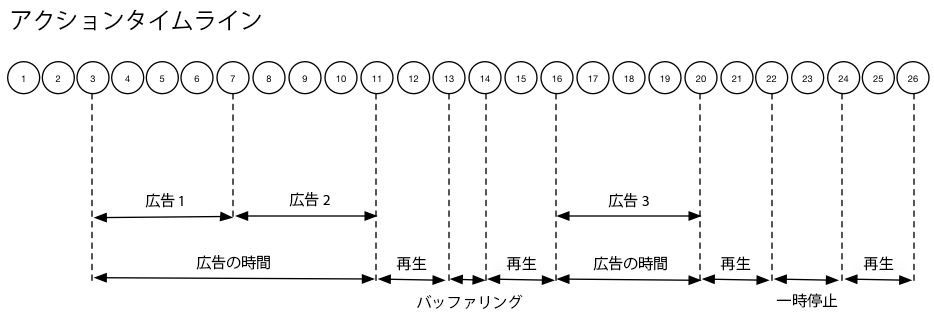 アクションタイムライン
1 2 3 4 5 6 7 8 9 10 11 12 13 14 15 16 17 18 19 20 21 22 23 24 25 26
広告 1 広告 2 広告 3
広告の時間 再生 再生 広告の時間 再生 再生
バッファリング 一時停止